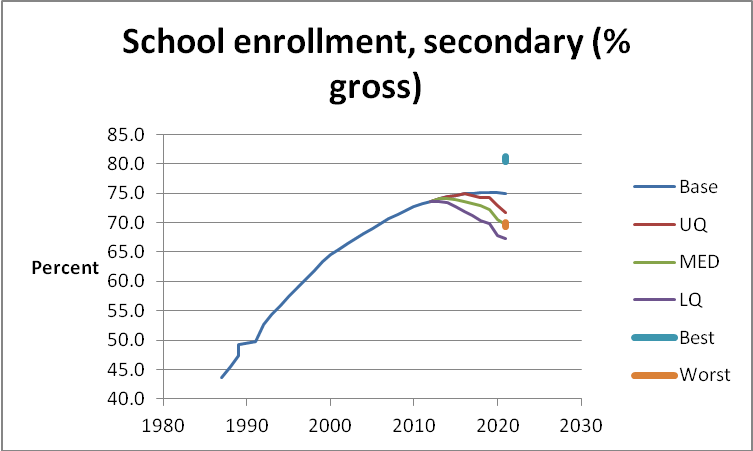 School enrollment, secondary (%
gross)
85.0
80.0
75.0
70.0
65.0
60.0
55.0
50.0
45.0
40.0
Percent
1980 1990 2000 2010 2020 2030
Base
UQ
MED
LQ
Best
Worst